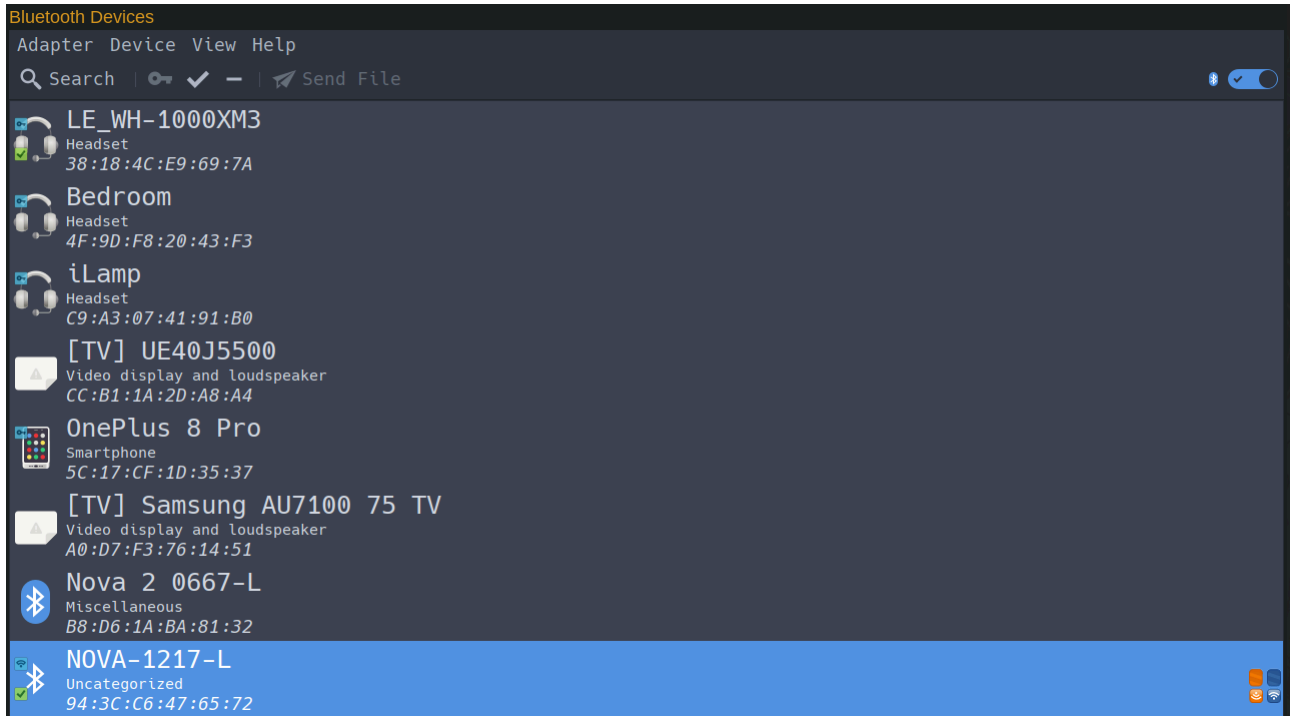 Bluetooth Devices
Adapter Device View Help
Search Send File
LE_WH-1000XM3
Headset
38:18:4C:E9:69:7A
Bedroom
Headset
4F:9D:F8:20:43:F3
iLamp
Headset
C9:A3:07:41:91:B0
[TV] UE40J5500
Video display and loudspeaker
CC:B1:1A:2D:A8:A4
OnePlus 8 Pro
Smartphone
5C:17:CF:1D:35:37
[TV] Samsung AU7100 75 TV
Video display and loudspeaker
A0:D7:F3:76:14:51
Nova 2 0667-L
Miscellaneous
B8:D6:1A:BA:81:32
NOVA-1217-L
Uncategorized
94:3C:C6:47:65:72